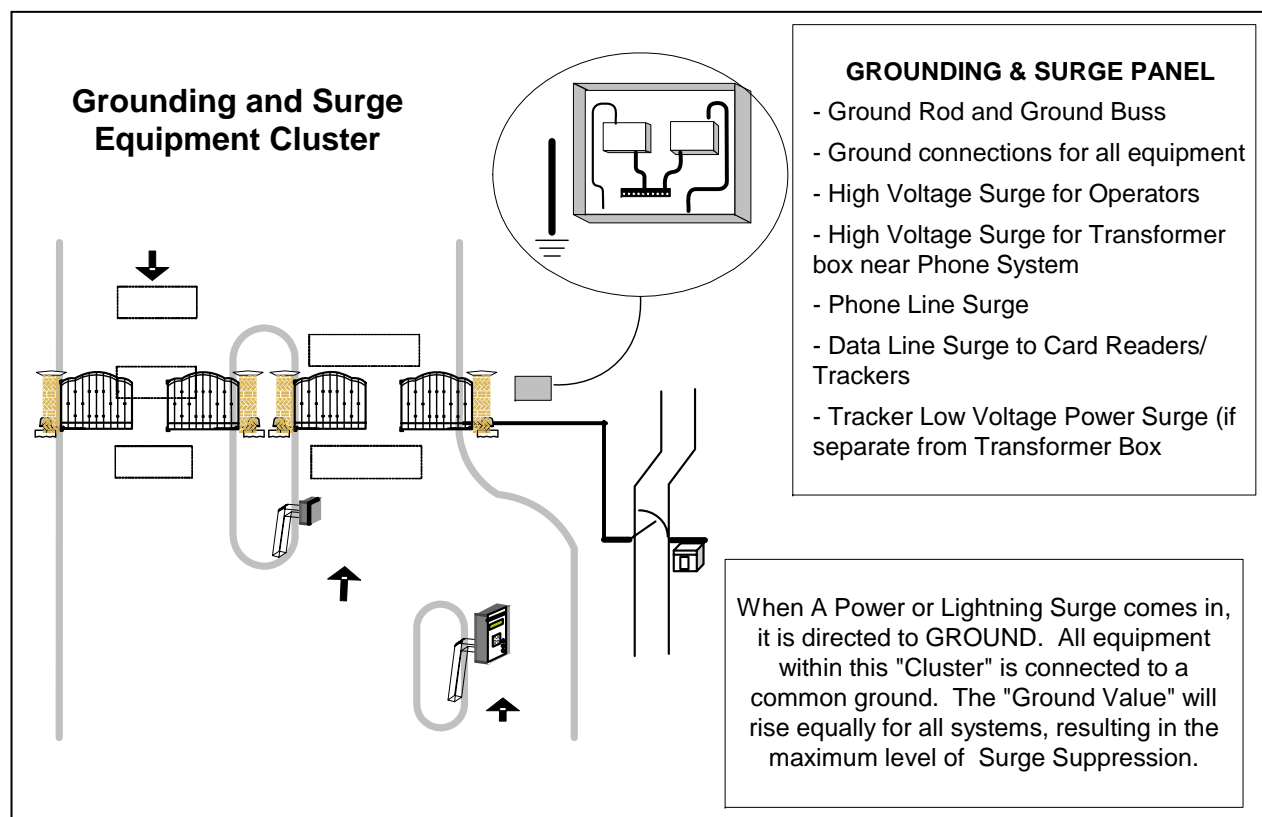 Grounding and Surge
Equipment Cluster
GROUNDING & SURGE PANEL
- Ground Rod and Ground Buss
- Ground connections for all equipment
- High Voltage Surge for Operators
- High Voltage Surge for Transformer
box near Phone System
- Phone Line Surge
- Data Line Surge to Card Readers/
Trackers
- Tracker Low Voltage Power Surge (if
separate from Transformer Box
When A Power or Lightning Surge comes in,
it is directed to GROUND. All equipment
within this "Cluster" is connected to a
common ground. The "Ground Value" will
rise equally for all systems, resulting in the
maximum level of Surge Suppression.